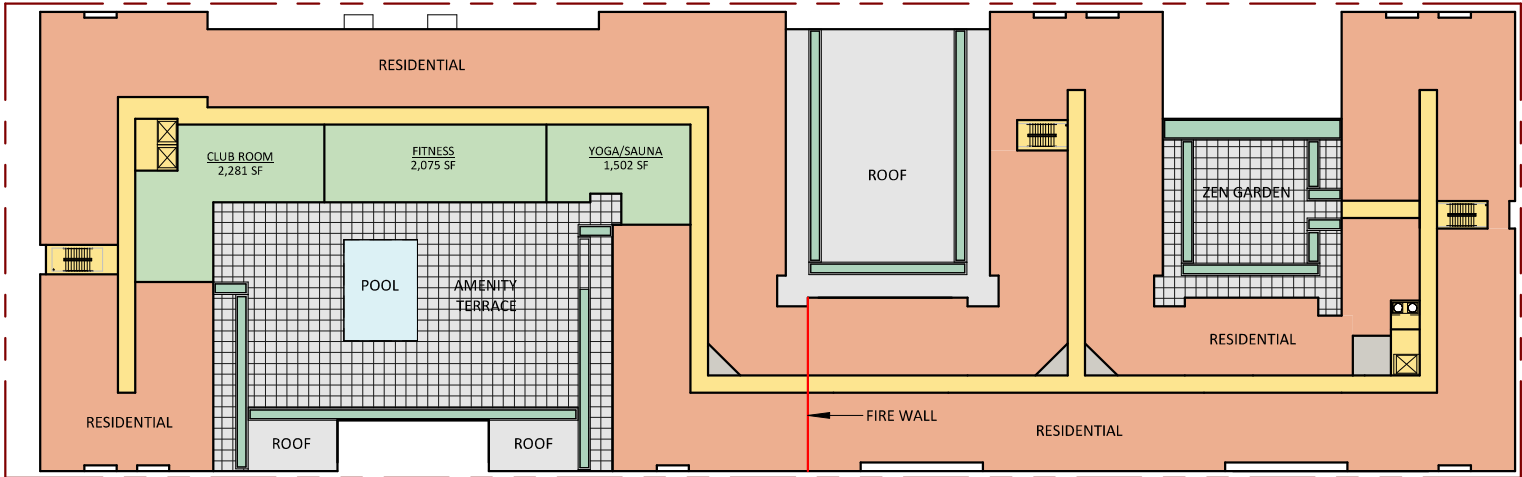 RESIDENTIAL
CLUB ROOM
2,281 SF
FITNESS
2,075 SF
YOGA/SAUNA
1,502 SF
ROOF
ZEN GARDEN
POOL
AMENITY
TERRACE
RESIDENTIAL
RESIDENTIAL
ROOF
ROOF
FIRE WALL
RESIDENTIAL